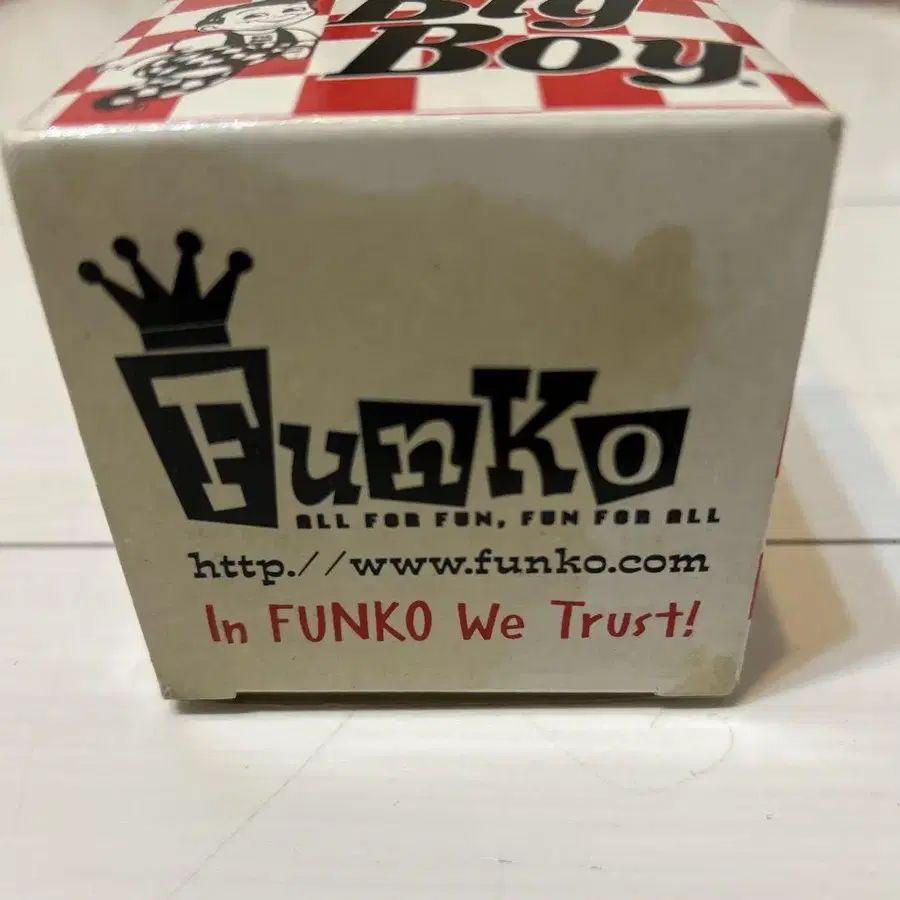 Big
Boy
FunKo
ALL FOR FUN, FUN FOR ALL
http://www.funko.com
In FUNKO We Trust!